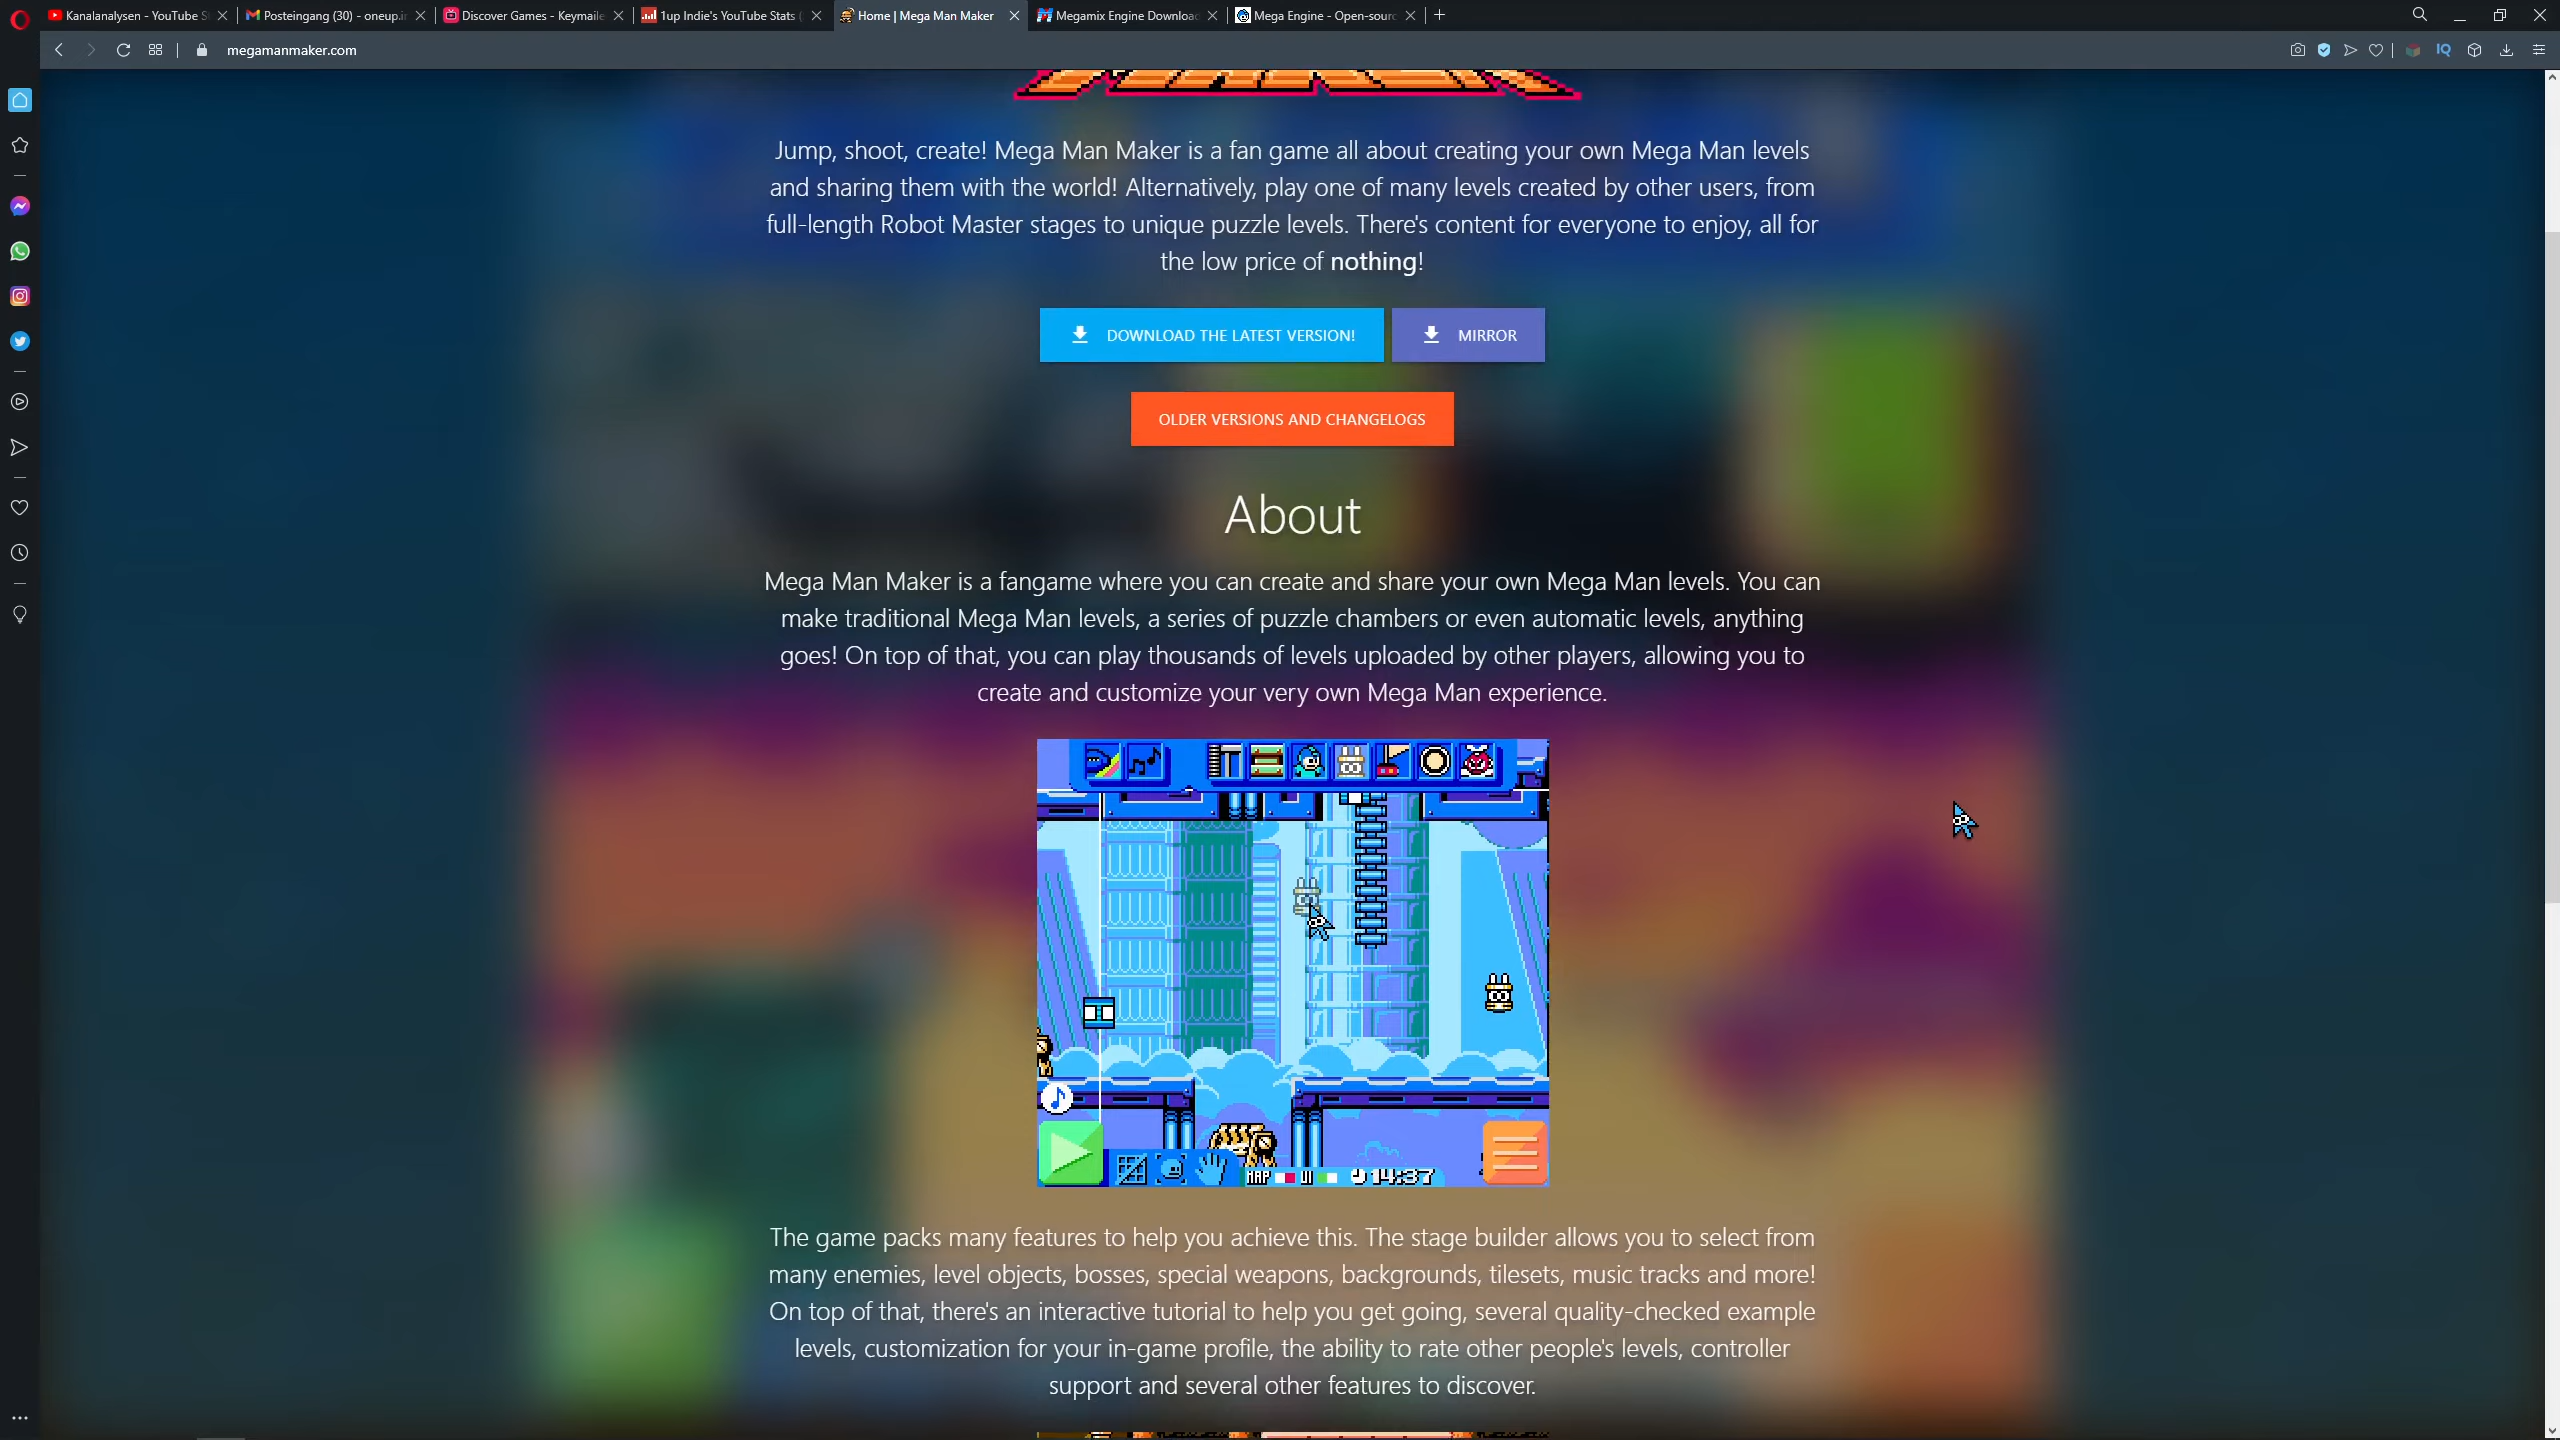 Kanalanalysen - YouTube S
Posteingang (30) - oneup.i
Discover Games - Keymaile
1up Indie's YouTube Stats (
Home | Mega Man Maker
Megamix Engine Downloa
Mega Engine - Open-sourc
megamanmaker.com
IQ
Jump, shoot, create! Mega Man Maker is a fan game all about creating your own Mega Man levels
and sharing them with the world! Alternatively, play one of many levels created by other users, from
full-length Robot Master stages to unique puzzle levels. There's content for everyone to enjoy, all for
the low price of nothing!
DOWNLOAD THE LATEST VERSION!
MIRROR
OLDER VERSIONS AND CHANGELOGS
About
Mega Man Maker is a fangame where you can create and share your own Mega Man levels. You can
make traditional Mega Man levels, a series of puzzle chambers or even automatic levels, anything
goes! On top of that, you can play thousands of levels uploaded by other players, allowing you to
create and customize your very own Mega Man experience.
MAP 14:37
The game packs many features to help you achieve this. The stage builder allows you to select from
many enemies, level objects, bosses, special weapons, backgrounds, tilesets, music tracks and more!
On top of that, there's an interactive tutorial to help you get going, several quality-checked example
levels, customization for your in-game profile, the ability to rate other people's levels, controller
support and several other features to discover.